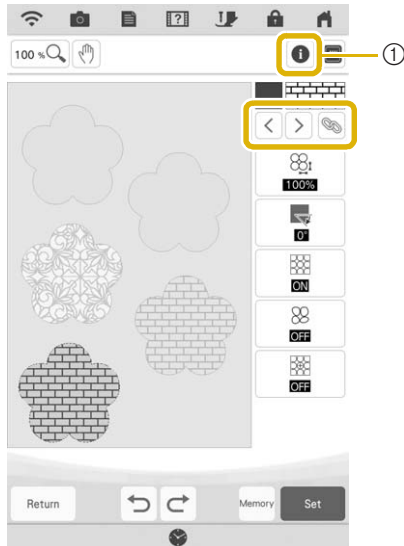 100 %
①
100%
0°
ON
OFF
OFF
Return
Memory
Set